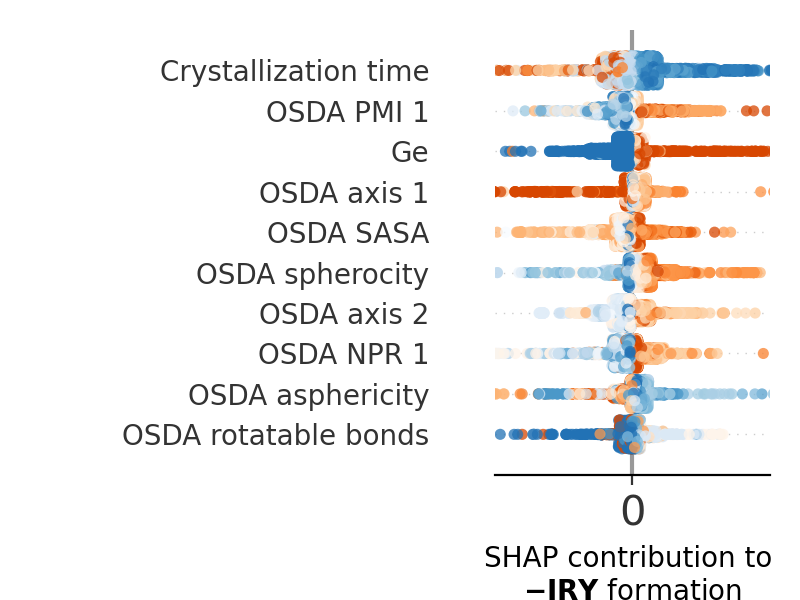 Crystallization time
OSDA PMI 1
Ge
OSDA axis 1
OSDA SASA
OSDA spherocity
OSDA axis 2
OSDA NPR 1
OSDA asphericity
OSDA rotatable bonds
0
SHAP contribution to
−IRY formation